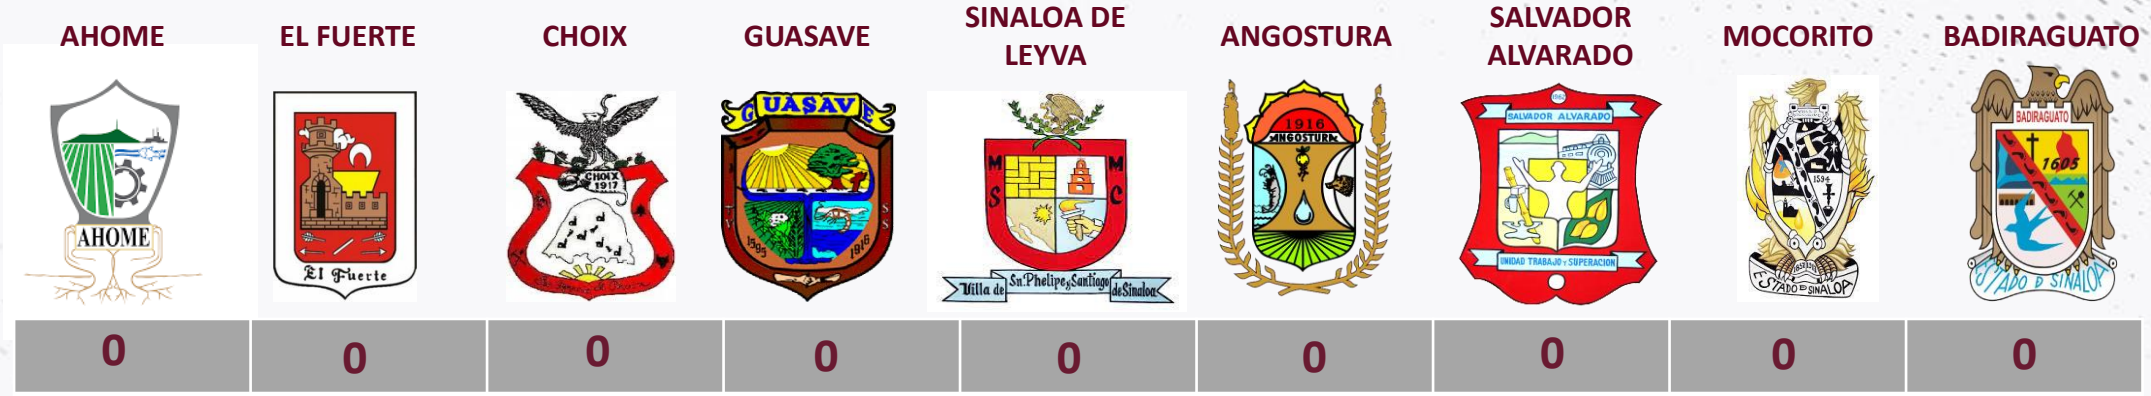 AHOME
EL FUERTE
CHOIX
GUASAVE
SINALOA DE
LEYVA
ANGOSTURA
SALVADOR
ALVARADO
MOCORITO
BADIRAGUATO
AHOME
El Fuerte
CHOIX
1917
GUASAVE
1595
1916
M M
S C
Villa de Sn. Phelipe y Santiago de Sinaloa
1916
ANGOSTURA
1962
SALVADOR ALVARADO
UNIDAD TRABAJO Y SUPERACION
1594
ESTADO D SINALOA
BADIRAGUATO
1605
ESTADO D SINALOA
0
0
0
0
0
0
0
0
0